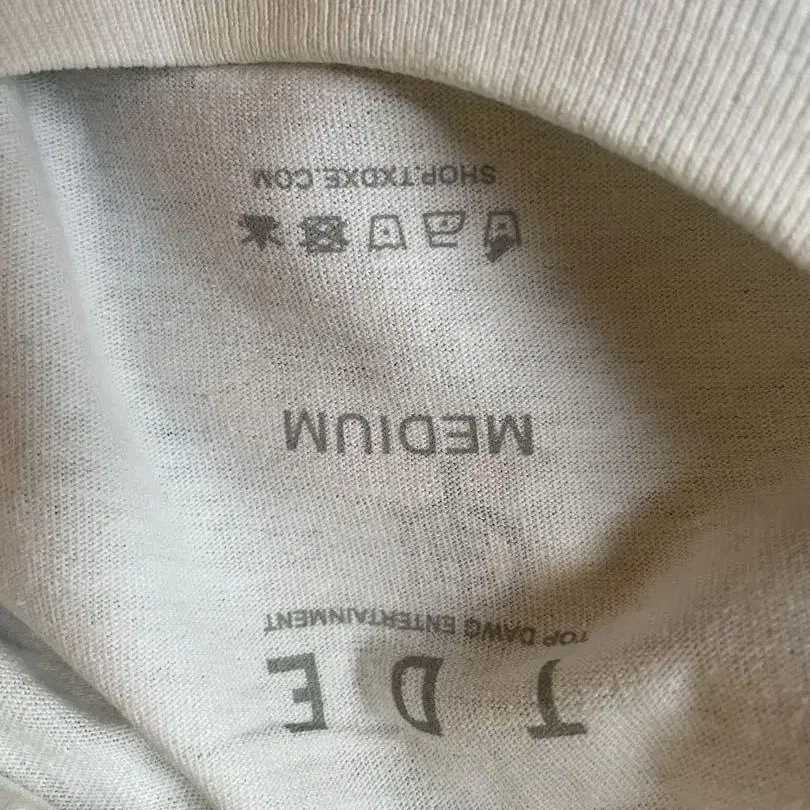 T D E
TOP DAWG ENTERTAINMENT
MEDIUM
SHOP.TXDXE.COM